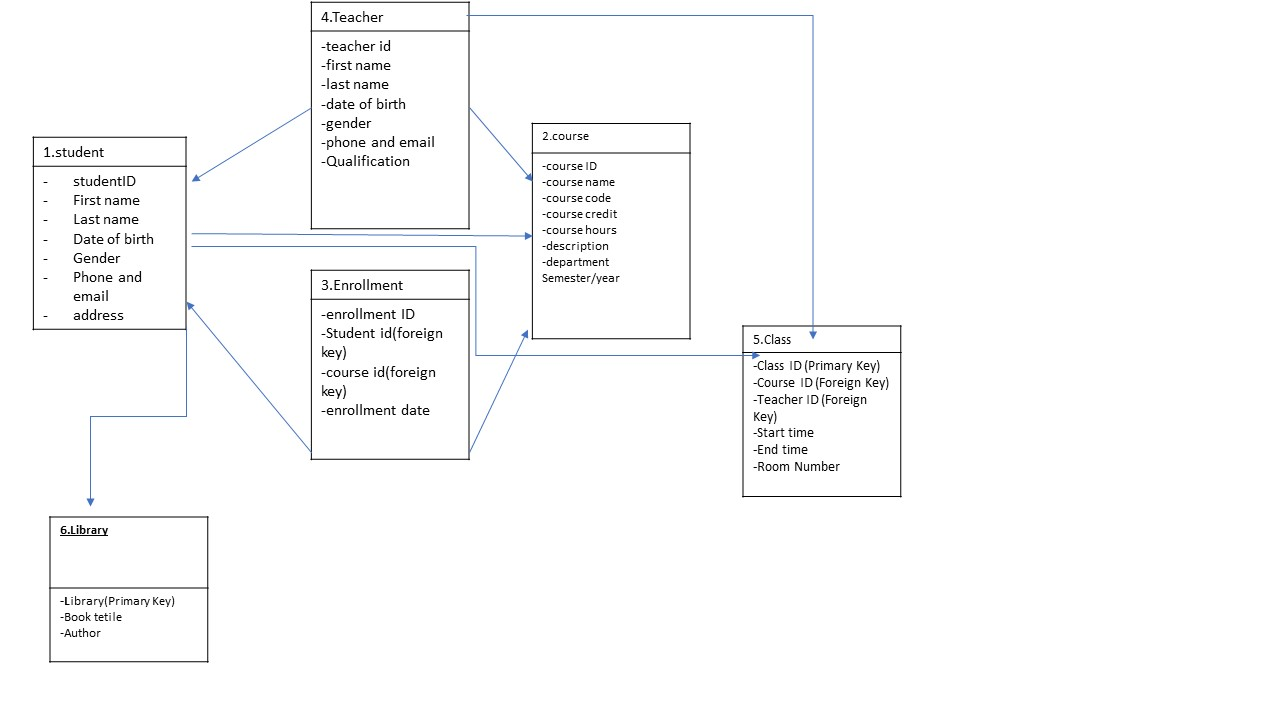 4.Teacher
-teacher id
-first name
-last name
-date of birth
-gender
-phone and email
-Qualification
1.student
- studentID
- First name
- Last name
- Date of birth
- Gender
- Phone and
email
- address
2.course
-course ID
-course name
-course code
-course credit
-course hours
-description
-department
Semester/year
3.Enrollment
-enrollment ID
-Student id(foreign
key)
-course id(foreign
key)
-enrollment date
5.Class
-Class ID (Primary Key)
-Course ID (Foreign Key)
-Teacher ID (Foreign
Key)
-Start time
-End time
-Room Number
6.Library
-Library(Primary Key)
-Book tetile
-Author